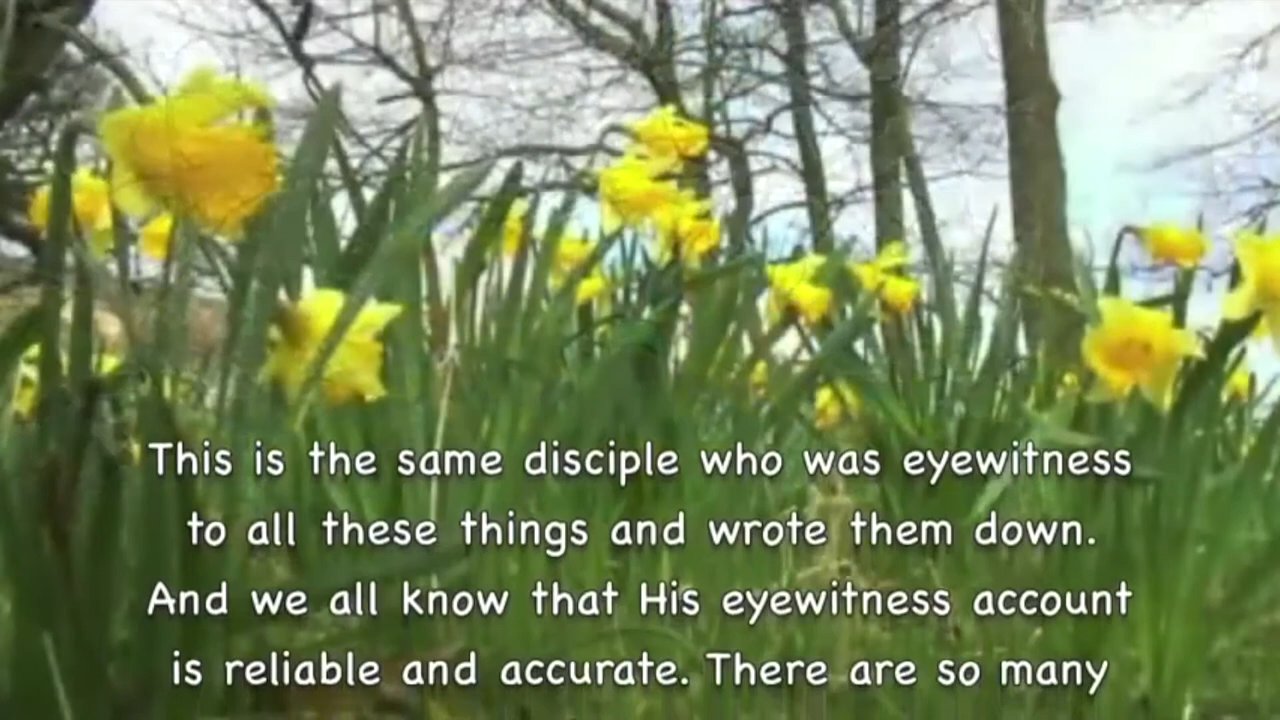 This is the same disciple who was eyewitness
to all these things and wrote them down.
And we all know that His eyewitness account
is reliable and accurate. There are so many